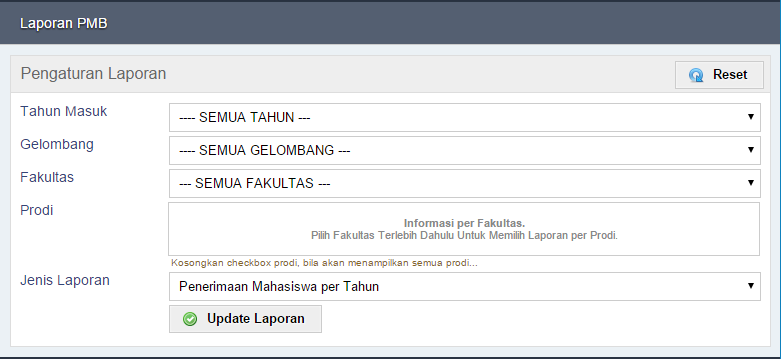 Laporan PMB
Pengaturan Laporan
Reset
Tahun Masuk
---- SEMUA TAHUN ---
Gelombang
---- SEMUA GELOMBANG ---
Fakultas
--- SEMUA FAKULTAS ---
Prodi
Informasi per Fakultas.
Pilih Fakultas Terlebih Dahulu Untuk Memilih Laporan per Prodi.
Kosongkan checkbox prodi, bila akan menampilkan semua prodi...
Jenis Laporan
Penerimaan Mahasiswa per Tahun
Update Laporan